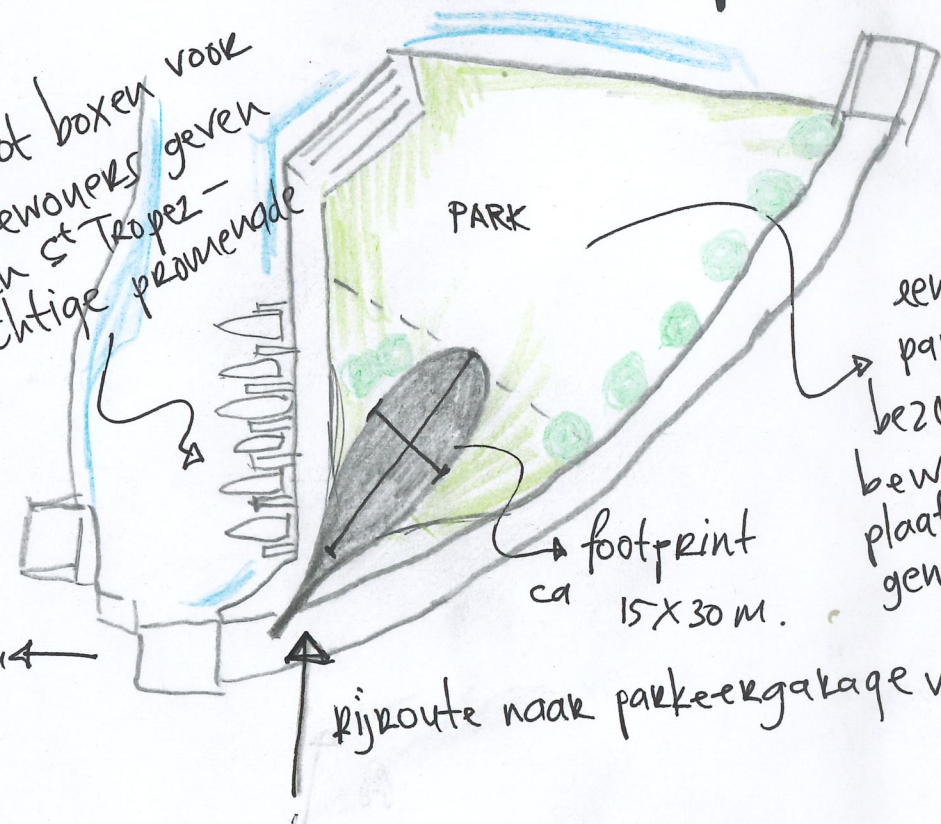 ot boxen voor
ewoners geven
n St Tropez-
chtige promenade
PARK
een
pa
beza
bew
plaat
gen
footprint
ca
15 X 30 M.
rijroute naar parkeergarage v